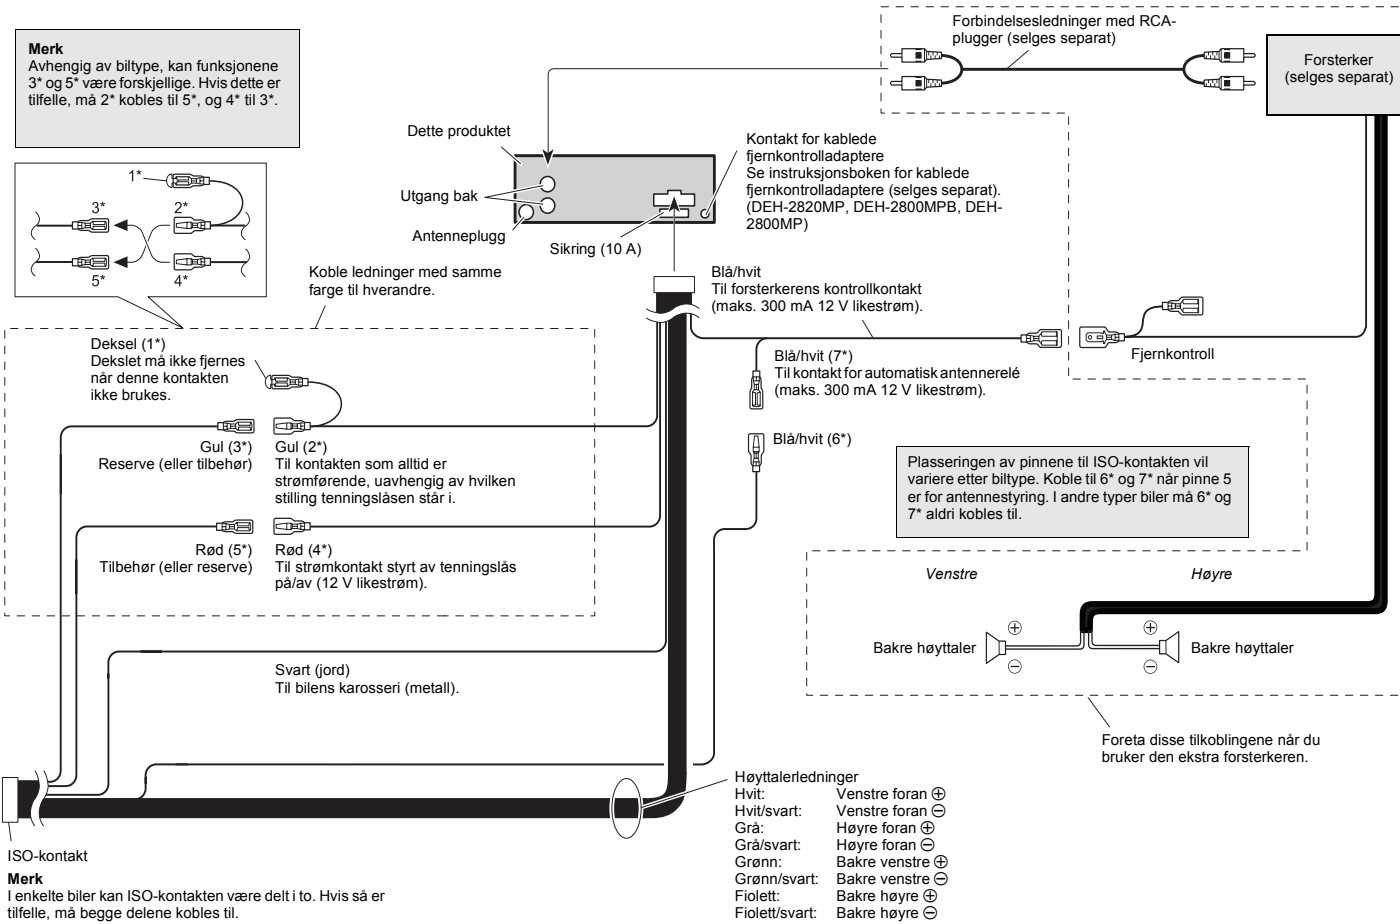 Merk
Avhengig av biltype, kan funksjonene
3* og 5* være forskjellige. Hvis dette er
tilfelle, må 2* kobles til 5*, og 4* til 3*.
1*
3*
2*
5*
4*
Forbindelsesledninger med RCA-
plugger (selges separat)
Forsterker
(selges separat)
Dette produktet
Utgang bak
Antenneplugg
Sikring (10 A)
Kontakt for kablede
fjernkontrolladaptere
Se instruksjonsboken for kablede
fjernkontrolladaptere (selges separat).
(DEH-2820MP, DEH-2800MPB, DEH-
2800MP)
Koble ledninger med samme
farge til hverandre.
Blå/hvit
Til forsterkerens kontrollkontakt
(maks. 300 mA 12 V likestrøm).
Fjernkontroll
Blå/hvit (7*)
Til kontakt for automatisk antennerelé
(maks. 300 mA 12 V likestrøm).
Blå/hvit (6*)
Deksel (1*)
Dekslet må ikke fjernes
når denne kontakten
ikke brukes.
Gul (3*)
Reserve (eller tilbehør)
Gul (2*)
Til kontakten som alltid er
strømførende, uavhengig av hvilken
stilling tenningslåsen står i.
Rød (5*)
Tilbehør (eller reserve)
Rød (4*)
Til strømkontakt styrt av tenningslås
på/av (12 V likestrøm).
Plasseringen av pinnene til ISO-kontakten vil
variere etter biltype. Koble til 6* og 7* når pinne 5
er for antennestyring. I andre typer biler må 6* og
7* aldri kobles til.
Venstre
Høyre
Bakre høyttaler
⊕
⊖
⊕
⊖
Bakre høyttaler
Svart (jord)
Til bilens karosseri (metall).
Foreta disse tilkoblingene når du
bruker den ekstra forsterkeren.
Høyttalerledninger
Hvit: Venstre foran ⊕
Hvit/svart: Venstre foran ⊖
Grå: Høyre foran ⊕
Grå/svart: Høyre foran ⊖
Grønn: Bakre venstre ⊕
Grønn/svart: Bakre venstre ⊖
Fiolett: Bakre høyre ⊕
Fiolett/svart: Bakre høyre ⊖
ISO-kontakt
Merk
I enkelte biler kan ISO-kontakten være delt i to. Hvis så er
tilfelle, må begge delene kobles til.